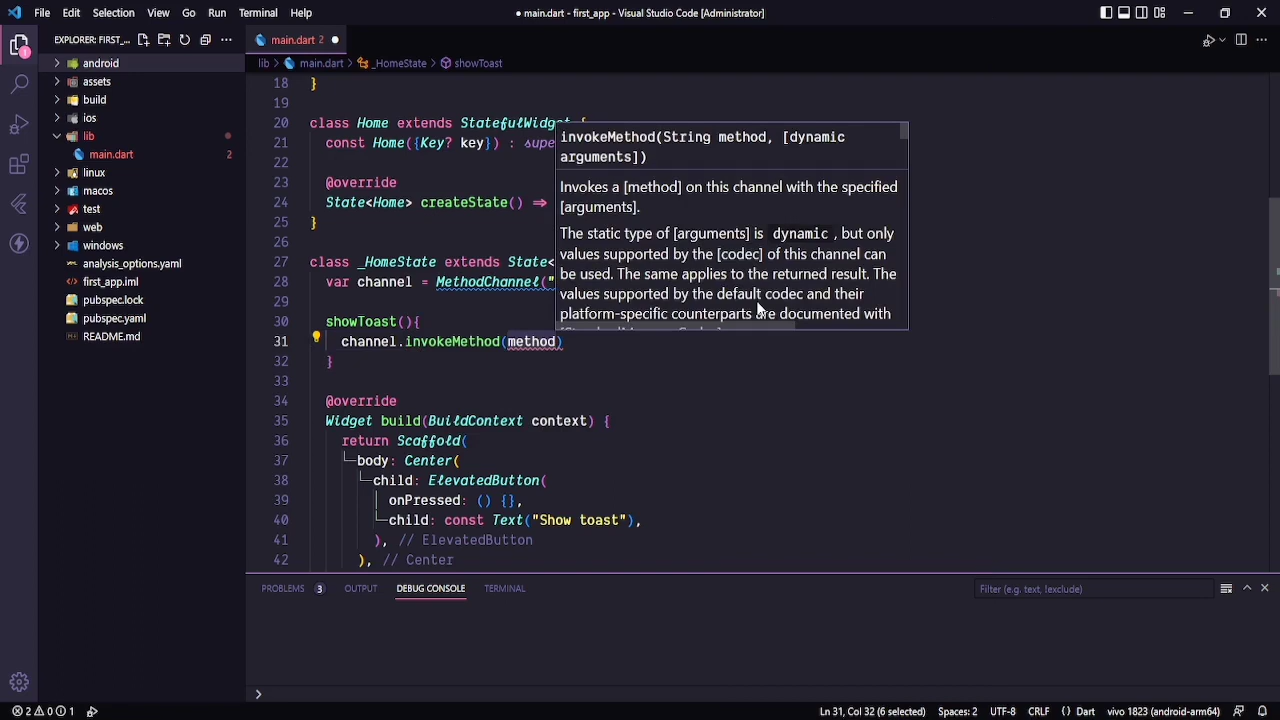 File Edit Selection View Go Run Terminal Help
main.dart - first_app - Visual Studio Code [Administrator]
EXPLORER: FIRST_...
1
android
assets
build
ios
lib
main.dart 2
linux
macos
test
web
windows
analysis_options.yaml
first_app.iml
pubspec.lock
pubspec.yaml
README.md
main.dart 2
lib > main.dart > _HomeState > showToast
18 }
19
20 class Home extends StatefulWidget {
21 const Home({Key? key}) : supe
22
23 @override
24 State<Home> createState() =>
25 }
26
27 class _HomeState extends State<
28 var channel = MethodChannel("
29
30 showToast(){
31 channel.invokeMethod(method)
32 }
33
34 @override
35 Widget build(BuildContext context) {
36 return Scaffold(
37 body: Center(
38 child: ElevatedButton(
39 onPressed: () {},
40 child: const Text("Show toast"),
41 ), // ElevatedButton
42 ), // Center
invokeMethod(String method, [dynamic
arguments])
Invokes a [method] on this channel with the specified
[arguments].
The static type of [arguments] is dynamic , but only
values supported by the [codec] of this channel can
be used. The same applies to the returned result. The
values supported by the default codec and their
platform-specific counterparts are documented with
PROBLEMS 3 OUTPUT DEBUG CONSOLE TERMINAL
Filter (e.g. text, !exclude)
>
2 0 1
Ln 31, Col 32 (6 selected) Spaces: 2 UTF-8 CRLF {} Dart vivo 1823 (android-arm64)